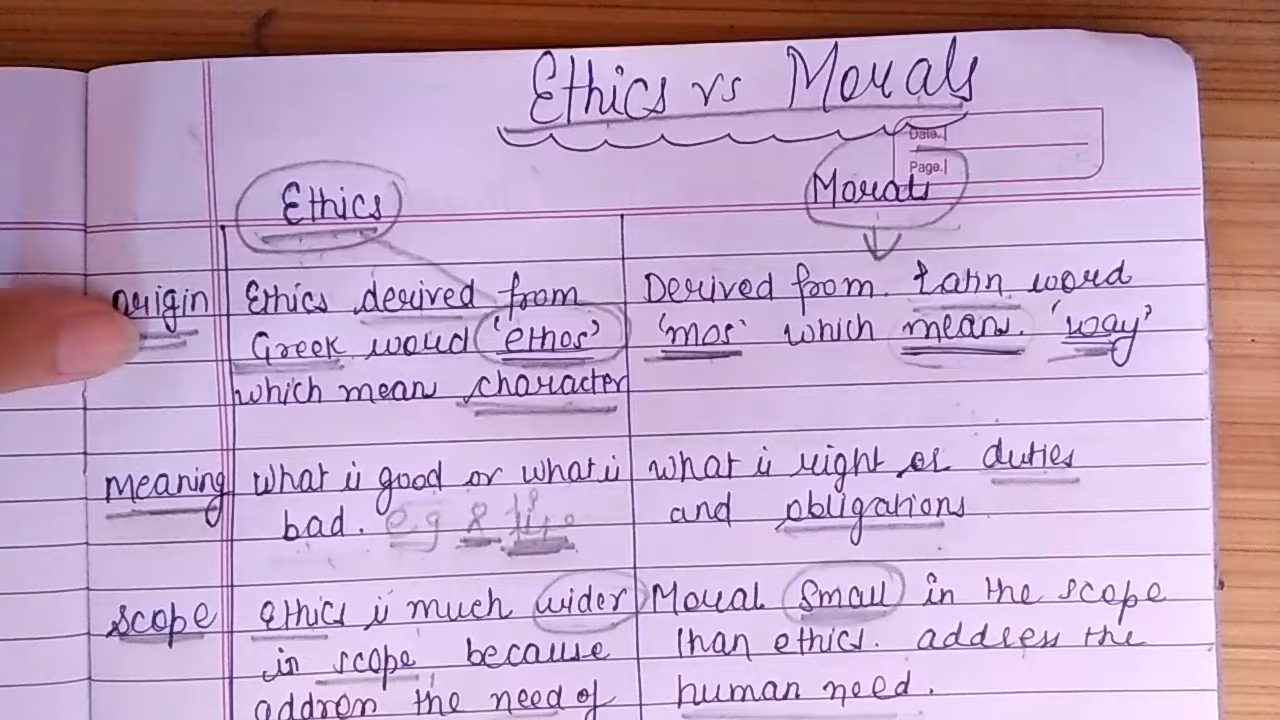 Ethics vs Morals
Date.
Page.
Ethics
Morals
origin
Ethics derived from
Greek word 'ethos'
which mean character
Derived from Latin word
'mos' which mean 'way'
meaning
What is good or what is
bad. e.g
what is right or duties
and obligations
scope
Ethics is much wider
in scope because
address the need of
Moral Small in the scope
than ethics. address the
human need.